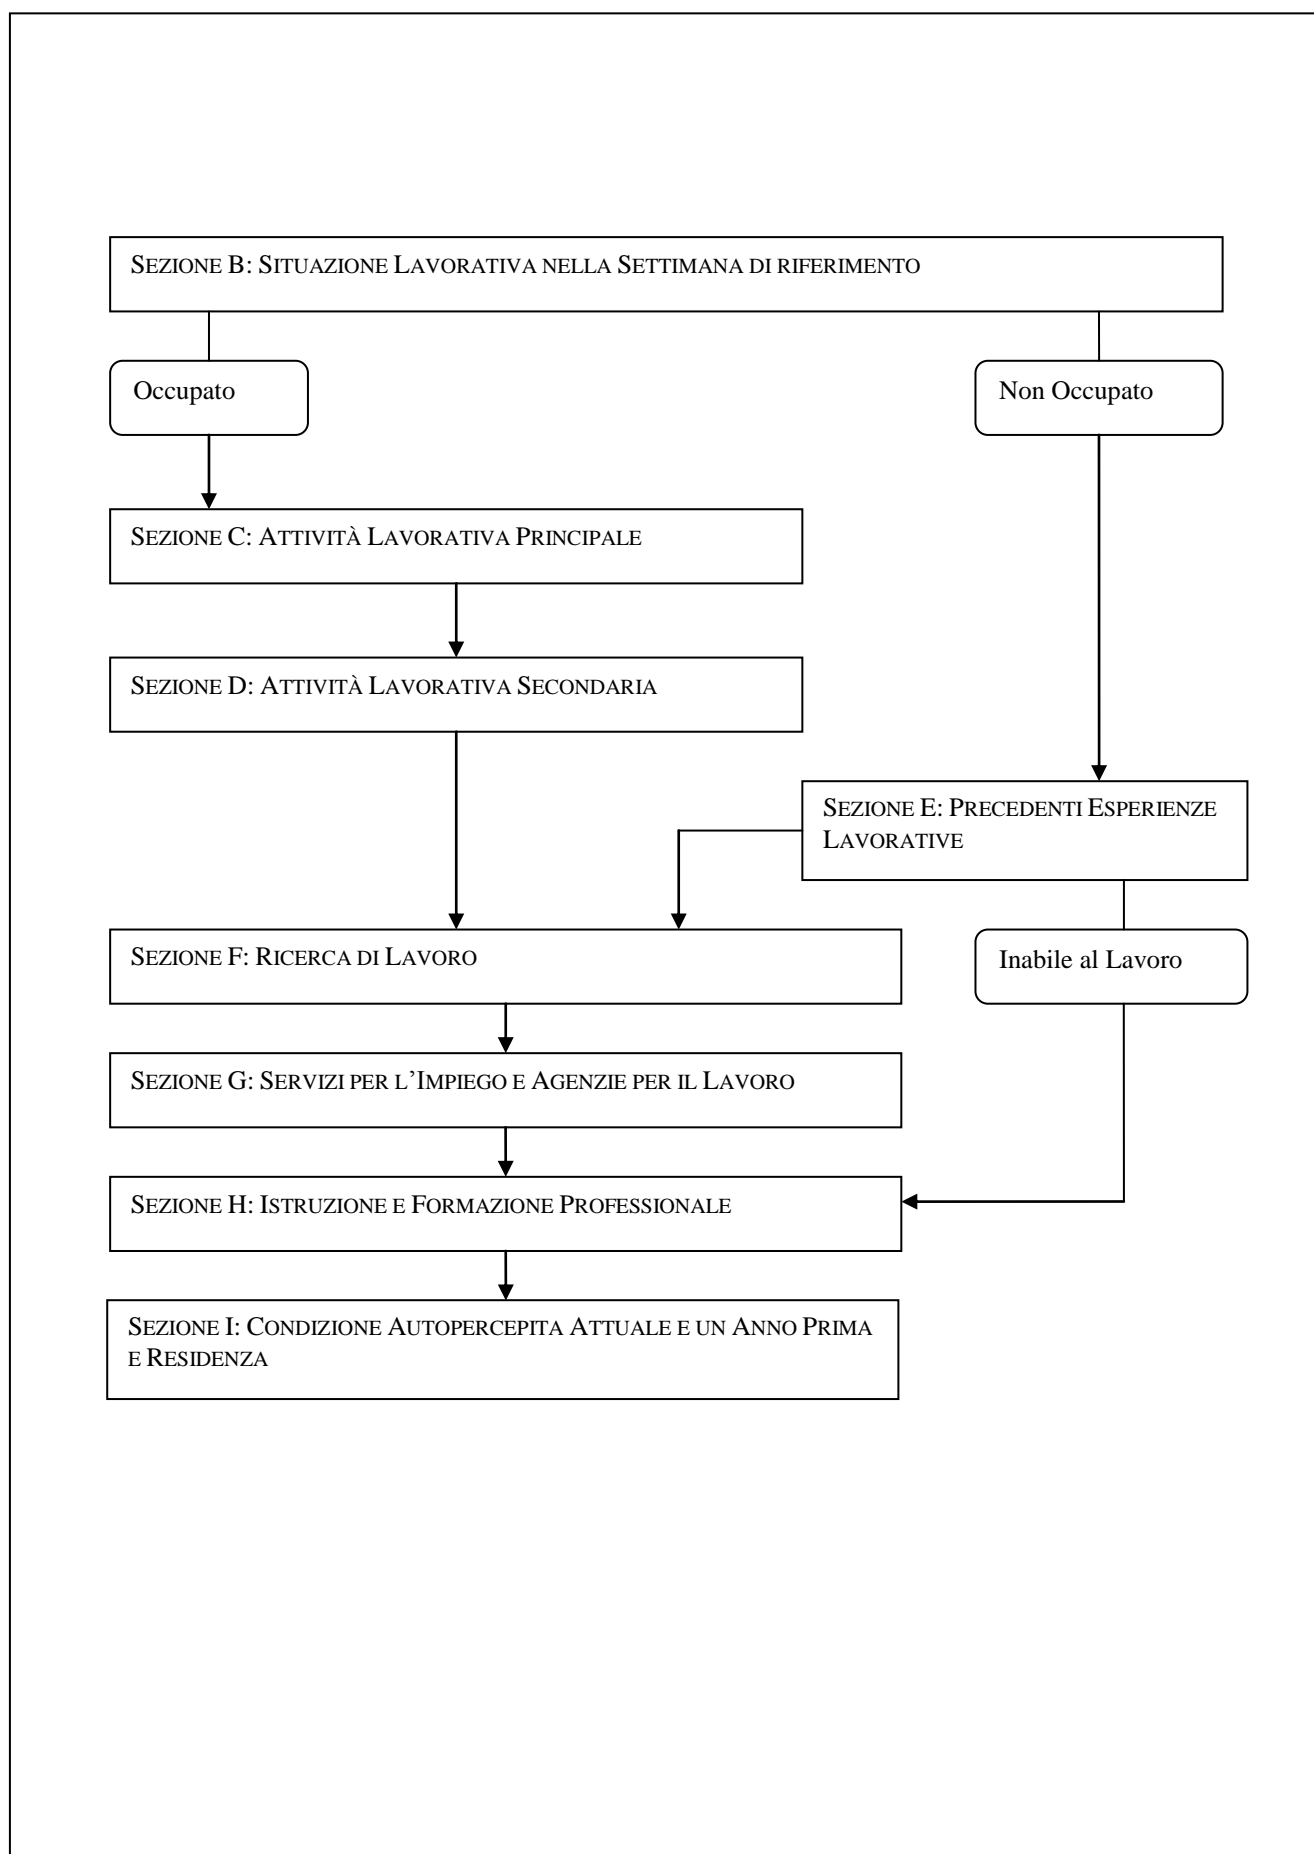 SEZIONE B: SITUAZIONE LAVORATIVA NELLA SETTIMANA DI RIFERIMENTO
Occupato
Non Occupato
SEZIONE C: ATTIVITÀ LAVORATIVA PRINCIPALE
SEZIONE D: ATTIVITÀ LAVORATIVA SECONDARIA
SEZIONE E: PRECEDENTI ESPERIENZE
LAVORATIVE
SEZIONE F: RICERCA DI LAVORO
Inabile al Lavoro
SEZIONE G: SERVIZI PER L’IMPIEGO E AGENZIE PER IL LAVORO
SEZIONE H: ISTRUZIONE E FORMAZIONE PROFESSIONALE
SEZIONE I: CONDIZIONE AUTOPERCEPITA ATTUALE E UN ANNO PRIMA
E RESIDENZA